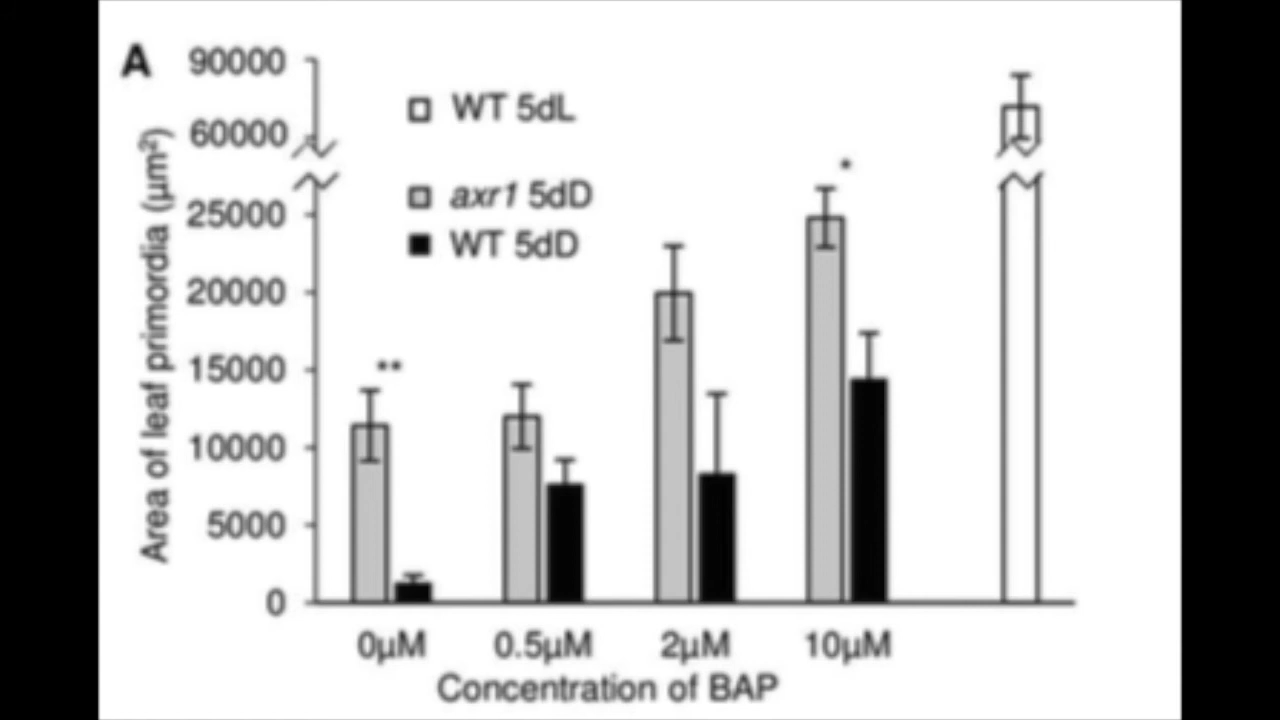 A
90000
60000
25000
20000
15000
10000
5000
0
Area of leaf primordia (µm²)
WT 5dL
axr1 5dD
WT 5dD
**
*
0µM 0.5µM 2µM 10µM
Concentration of BAP